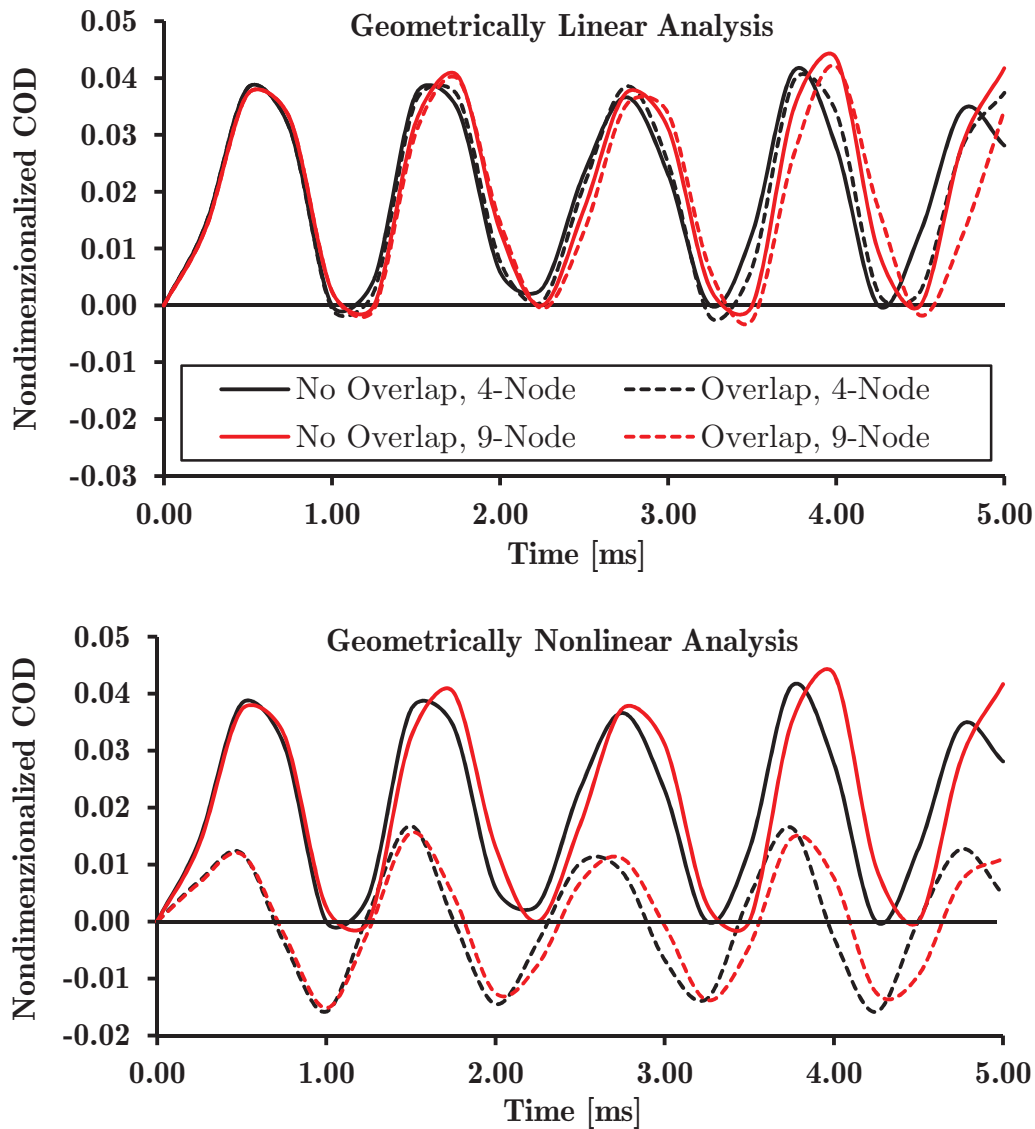 Geometrically Linear Analysis
Nondimenzionalized COD
0.05
0.04
0.03
0.02
0.01
0.00
-0.01
-0.02
-0.03
No Overlap, 4-Node
Overlap, 4-Node
No Overlap, 9-Node
Overlap, 9-Node
0.00 1.00 2.00 3.00 4.00 5.00
Time [ms]
Geometrically Nonlinear Analysis
Nondimenzionalized COD
0.05
0.04
0.03
0.02
0.01
0.00
-0.01
-0.02
0.00 1.00 2.00 3.00 4.00 5.00
Time [ms]